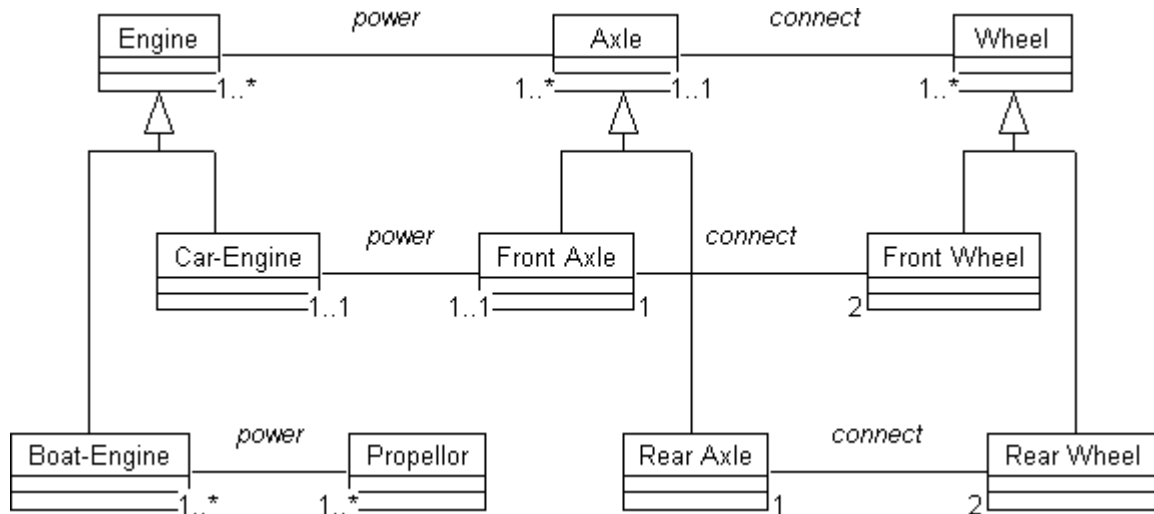 power
connect
Engine
Axle
Wheel
1..*
1..*
1..1
1..*
power
connect
Car-Engine
Front Axle
Front Wheel
1..1
1..1
1
2
power
connect
Boat-Engine
Propellor
Rear Axle
Rear Wheel
1..*
1..*
1
2